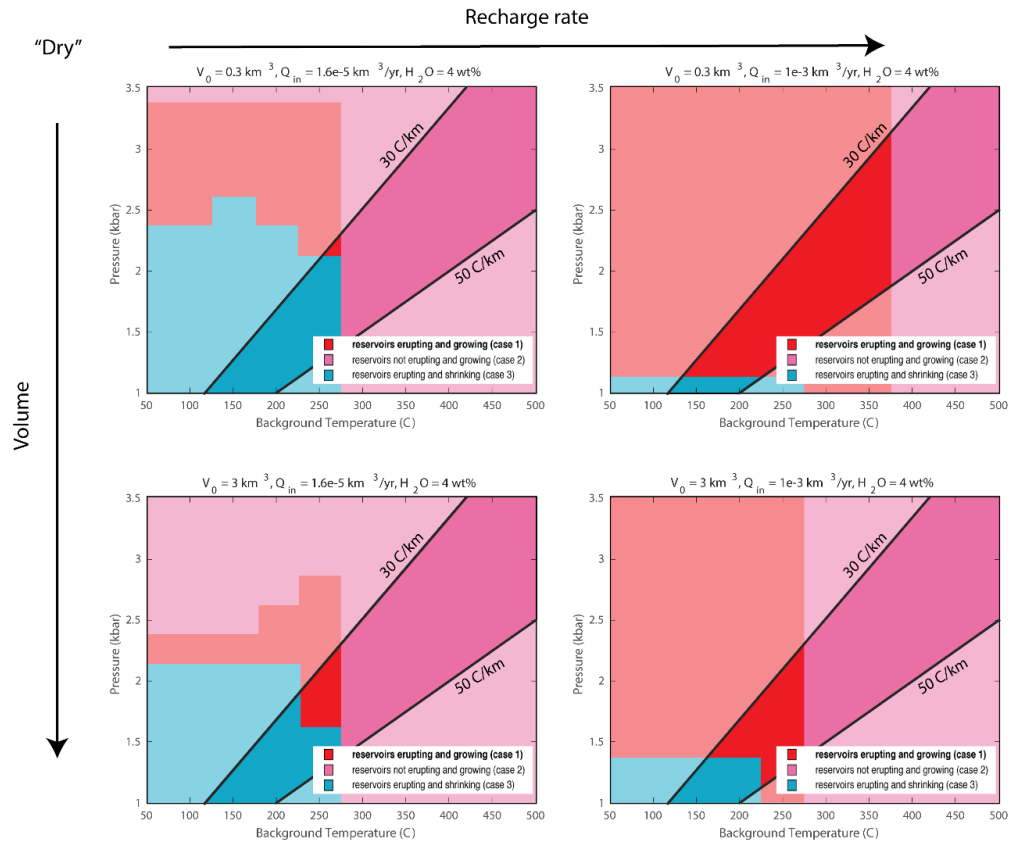 Recharge rate
“Dry”
V 0 = 0.3 km 3, Q in = 1.6e-5 km 3/yr, H 2 O = 4 wt%
3.5
3
2.5
2
1.5
1
Pressure (kbar)
30 C/km
50 C/km
reservoirs erupting and growing (case 1)
reservoirs not erupting and growing (case 2)
reservoirs erupting and shrinking (case 3)
50 100 150 200 250 300 350 400 450 500
Background Temperature (C)
V 0 = 0.3 km 3, Q in = 1e-3 km 3/yr, H 2 O = 4 wt%
3.5
3
2.5
2
1.5
1
Pressure (kbar)
30 C/km
50 C/km
reservoirs erupting and growing (case 1)
reservoirs not erupting and growing (case 2)
reservoirs erupting and shrinking (case 3)
50 100 150 200 250 300 350 400 450 500
Background Temperature (C)
Volume
V 0 = 3 km 3, Q in = 1.6e-5 km 3/yr, H 2 O = 4 wt%
3.5
3
2.5
2
1.5
1
Pressure (kbar)
30 C/km
50 C/km
reservoirs erupting and growing (case 1)
reservoirs not erupting and growing (case 2)
reservoirs erupting and shrinking (case 3)
50 100 150 200 250 300 350 400 450 500
Background Temperature (C)
V 0 = 3 km 3, Q in = 1e-3 km 3/yr, H 2 O = 4 wt%
3.5
3
2.5
2
1.5
1
Pressure (kbar)
30 C/km
50 C/km
reservoirs erupting and growing (case 1)
reservoirs not erupting and growing (case 2)
reservoirs erupting and shrinking (case 3)
50 100 150 200 250 300 350 400 450 500
Background Temperature (C)